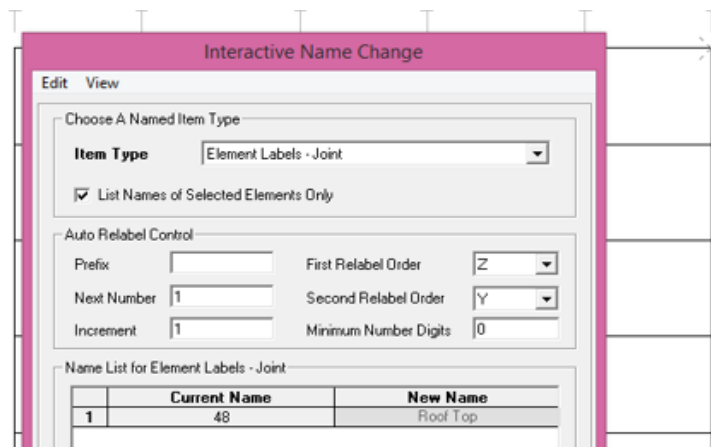 Interactive Name Change
Edit View
Choose A Named Item Type
Item Type Element Labels - Joint
List Names of Selected Elements Only
Auto Relabel Control
Prefix First Relabel Order Z
Next Number 1 Second Relabel Order Y
Increment 1 Minimum Number Digits 0
Name List for Element Labels - Joint
Current Name New Name
1 48 Roof Top